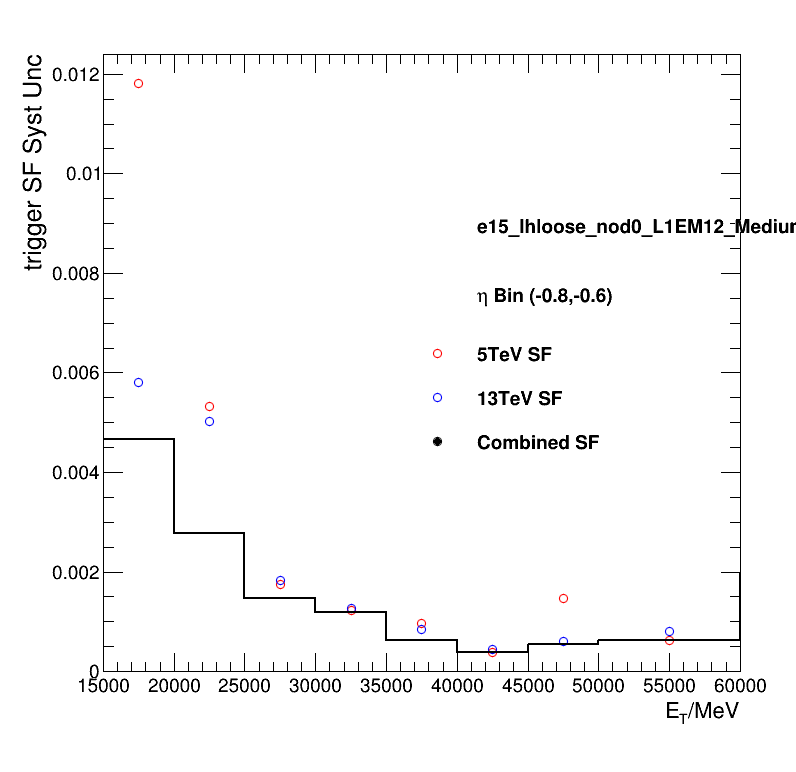 trigger SF Syst Unc
0.012
0.01
0.008
0.006
0.004
0.002
0
e15_lhloose_nod0_L1EM12_Mediur
η Bin (-0.8,-0.6)
5TeV SF
13TeV SF
Combined SF
15000 20000 25000 30000 35000 40000 45000 50000 55000 60000
E_T/MeV